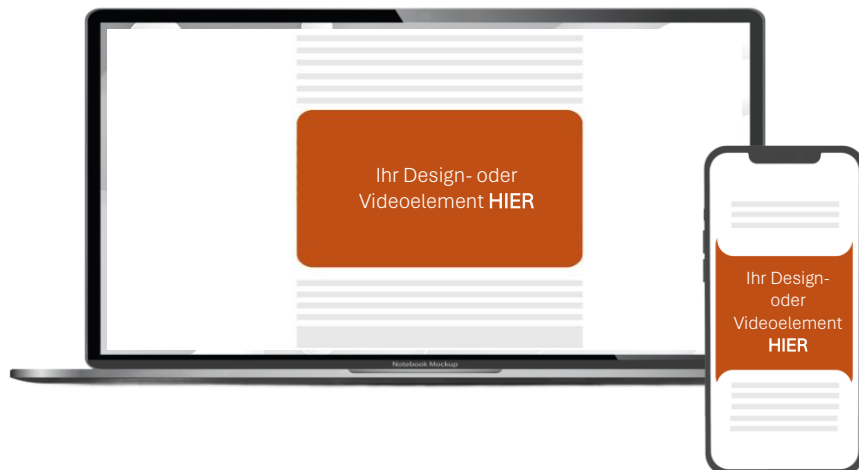 Ihr Design- oder
Videoelement HIER
Notebook Mockup
Ihr Design-
oder
Videoelement
HIER